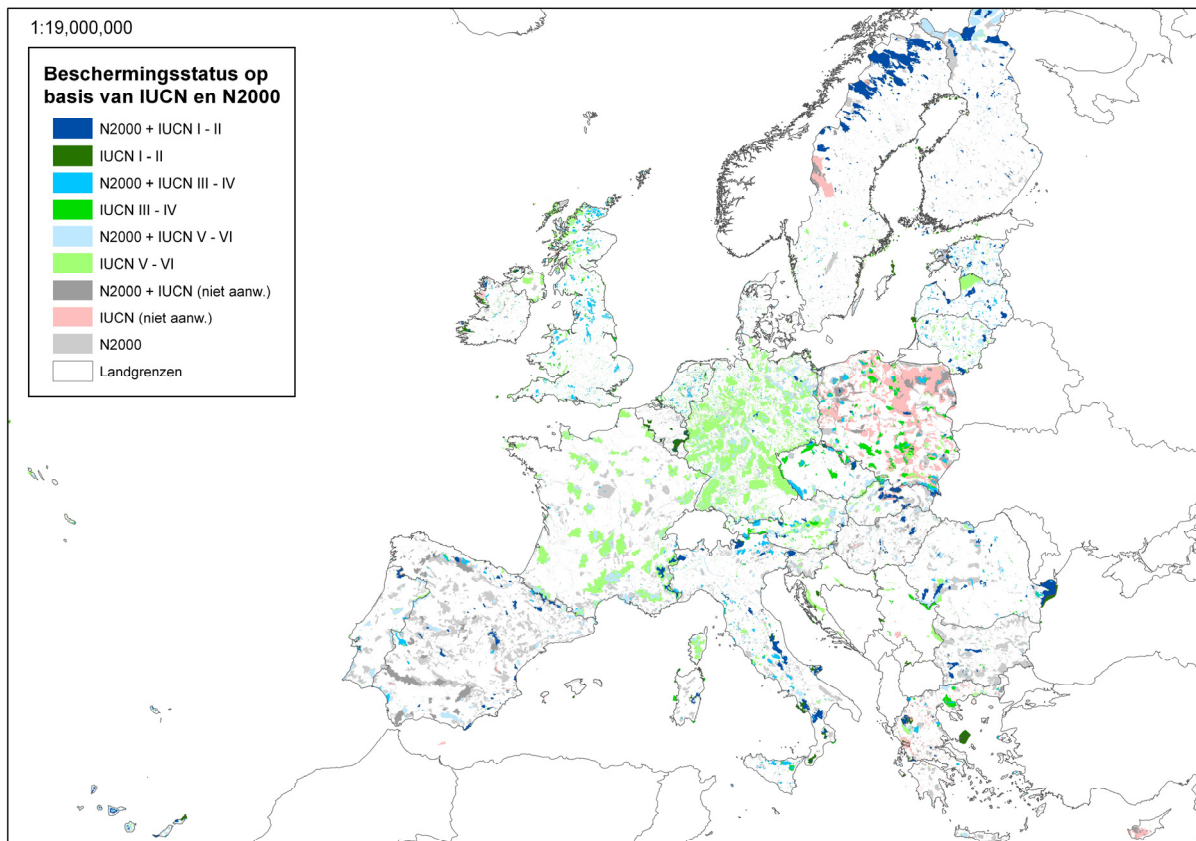 1:19,000,000
Beschermingsstatus op
basis van IUCN en N2000
N2000 + IUCN I - II
IUCN I - II
N2000 + IUCN III - IV
IUCN III - IV
N2000 + IUCN V - VI
IUCN V - VI
N2000 + IUCN (niet aanw.)
IUCN (niet aanw.)
N2000
Landgrenzen